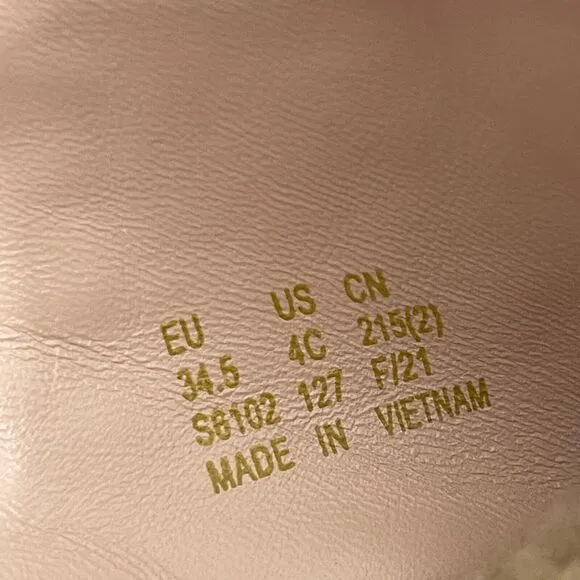 EU US CN
34.5 4C 215(2)
S8102 127 F/21
MADE IN VIETNAM